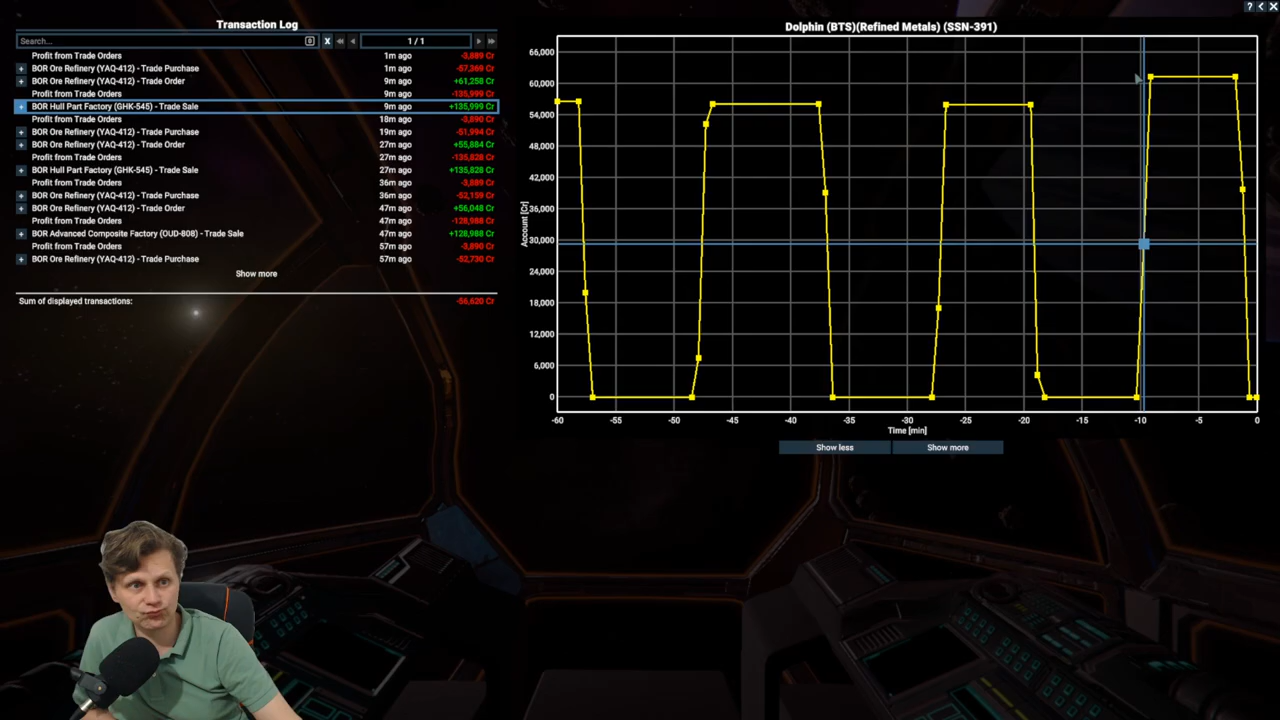 ? < X
Transaction Log
Search... X 1 / 1
Profit from Trade Orders 1m ago -3,889 Cr
+ BOR Ore Refinery (YAQ-412) - Trade Purchase 1m ago -57,369 Cr
+ BOR Ore Refinery (YAQ-412) - Trade Order 9m ago +61,258 Cr
Profit from Trade Orders 9m ago -135,999 Cr
+ BOR Hull Part Factory (GHK-545) - Trade Sale 9m ago +135,999 Cr
Profit from Trade Orders 18m ago -3,890 Cr
+ BOR Ore Refinery (YAQ-412) - Trade Purchase 19m ago -51,994 Cr
+ BOR Ore Refinery (YAQ-412) - Trade Order 27m ago +55,884 Cr
Profit from Trade Orders 27m ago -135,828 Cr
+ BOR Hull Part Factory (GHK-545) - Trade Sale 27m ago +135,828 Cr
Profit from Trade Orders 36m ago -3,889 Cr
+ BOR Ore Refinery (YAQ-412) - Trade Purchase 36m ago -52,159 Cr
+ BOR Ore Refinery (YAQ-412) - Trade Order 47m ago +56,048 Cr
Profit from Trade Orders 47m ago -128,988 Cr
+ BOR Advanced Composite Factory (OUD-808) - Trade Sale 47m ago +128,988 Cr
Profit from Trade Orders 57m ago -3,890 Cr
+ BOR Ore Refinery (YAQ-412) - Trade Purchase 57m ago -52,730 Cr
Show more
Sum of displayed transactions: -56,620 Cr
Dolphin (BTS)(Refined Metals) (SSN-391)
66,000
60,000
54,000
48,000
42,000
36,000
30,000
24,000
18,000
12,000
6,000
0
Account [Cr]
-60 -55 -50 -45 -40 -35 -30 -25 -20 -15 -10 -5 0
Time [min]
Show less Show more